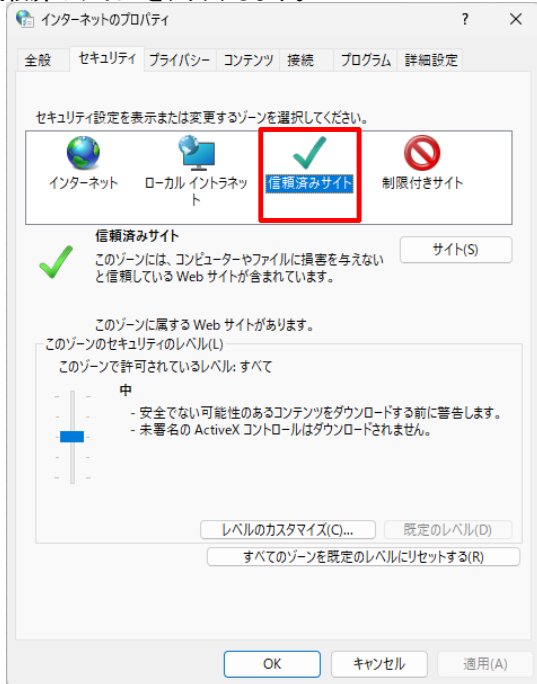 インターネットのプロパティ ? ×
全般 セキュリティ プライバシー コンテンツ 接続 プログラム 詳細設定
セキュリティ設定を表示または変更するゾーンを選択してください。
インターネット ローカル イントラネッ 信頼済みサイト 制限付きサイト
ト
信頼済みサイト
サイト(S)
このゾーンには、コンピューターやファイルに損害を与えない
と信頼している Web サイトが含まれています。
このゾーンに属する Web サイトがあります。
このゾーンのセキュリティのレベル(L)
このゾーンで許可されているレベル: すべて
中
- 安全でない可能性のあるコンテンツをダウンロードする前に警告します。
- 未署名の ActiveX コントロールはダウンロードされません。
レベルのカスタマイズ(C)... 既定のレベル(D)
すべてのゾーンを既定のレベルにリセットする(R)
OK キャンセル 適用(A)